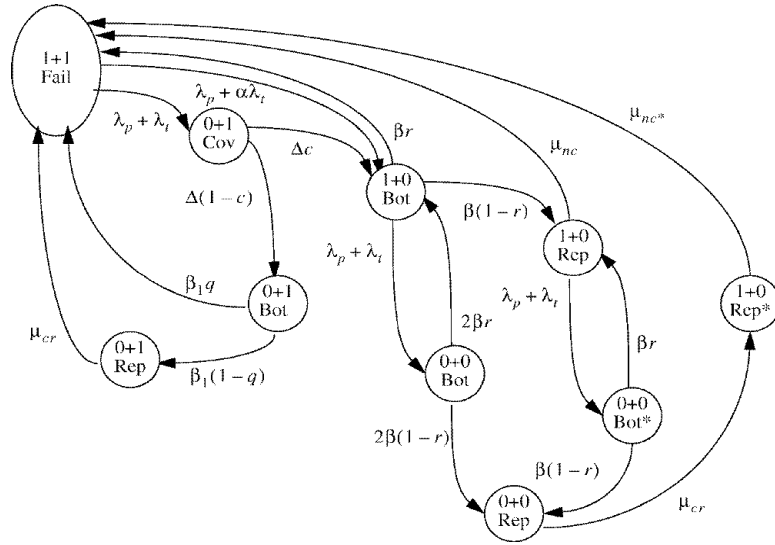 1+1
Fail
λp + αλt
λp + λt
0+1
Cov
Δc
βr
μnc
μnc*
1+0
Bot
Δ(1 − c)
β(1 − r)
1+0
Rep
λp + λt
λp + λt
β1q
0+1
Bot
1+0
Rep*
μcr
0+1
Rep
2βr
βr
β1(1 − q)
0+0
Bot
0+0
Bot*
2β(1 − r)
β(1 − r)
μcr
0+0
Rep